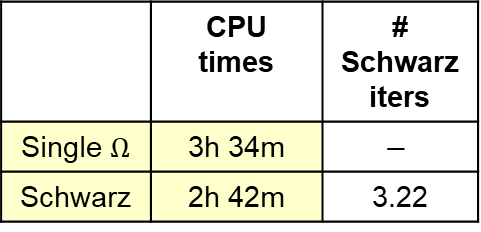 CPU times
# Schwarz iters
Single Ω 3h 34m –
Schwarz 2h 42m 3.22